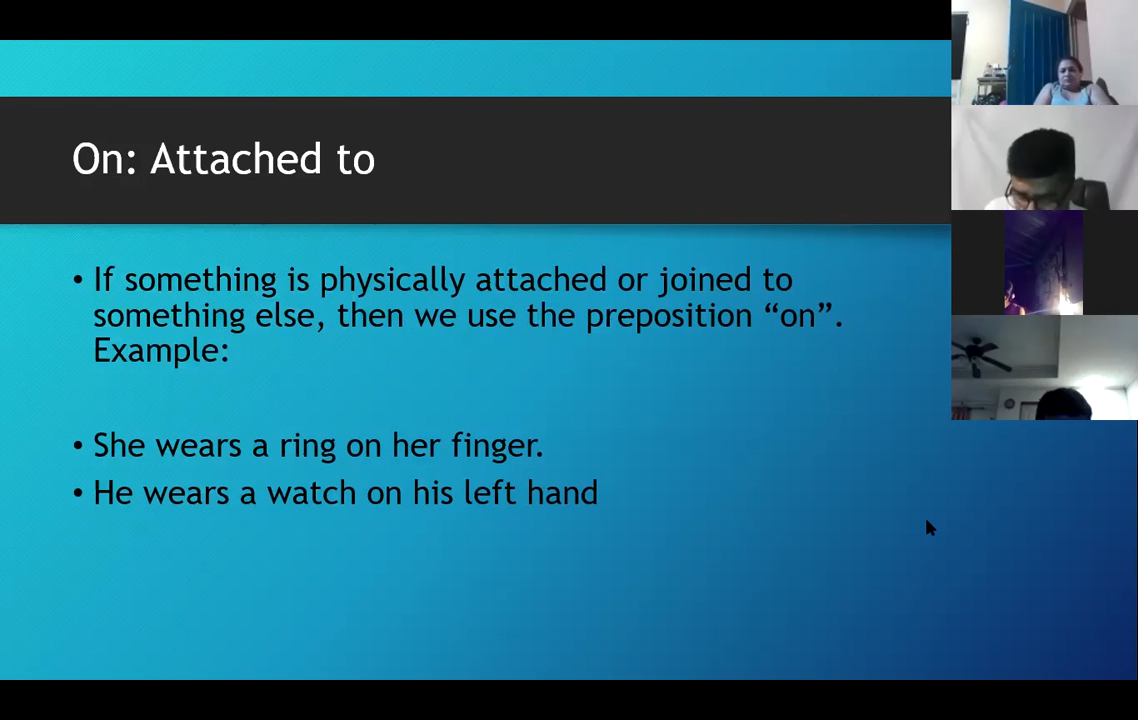 On: Attached to
• If something is physically attached or joined to
something else, then we use the preposition “on”.
Example:
• She wears a ring on her finger.
• He wears a watch on his left hand